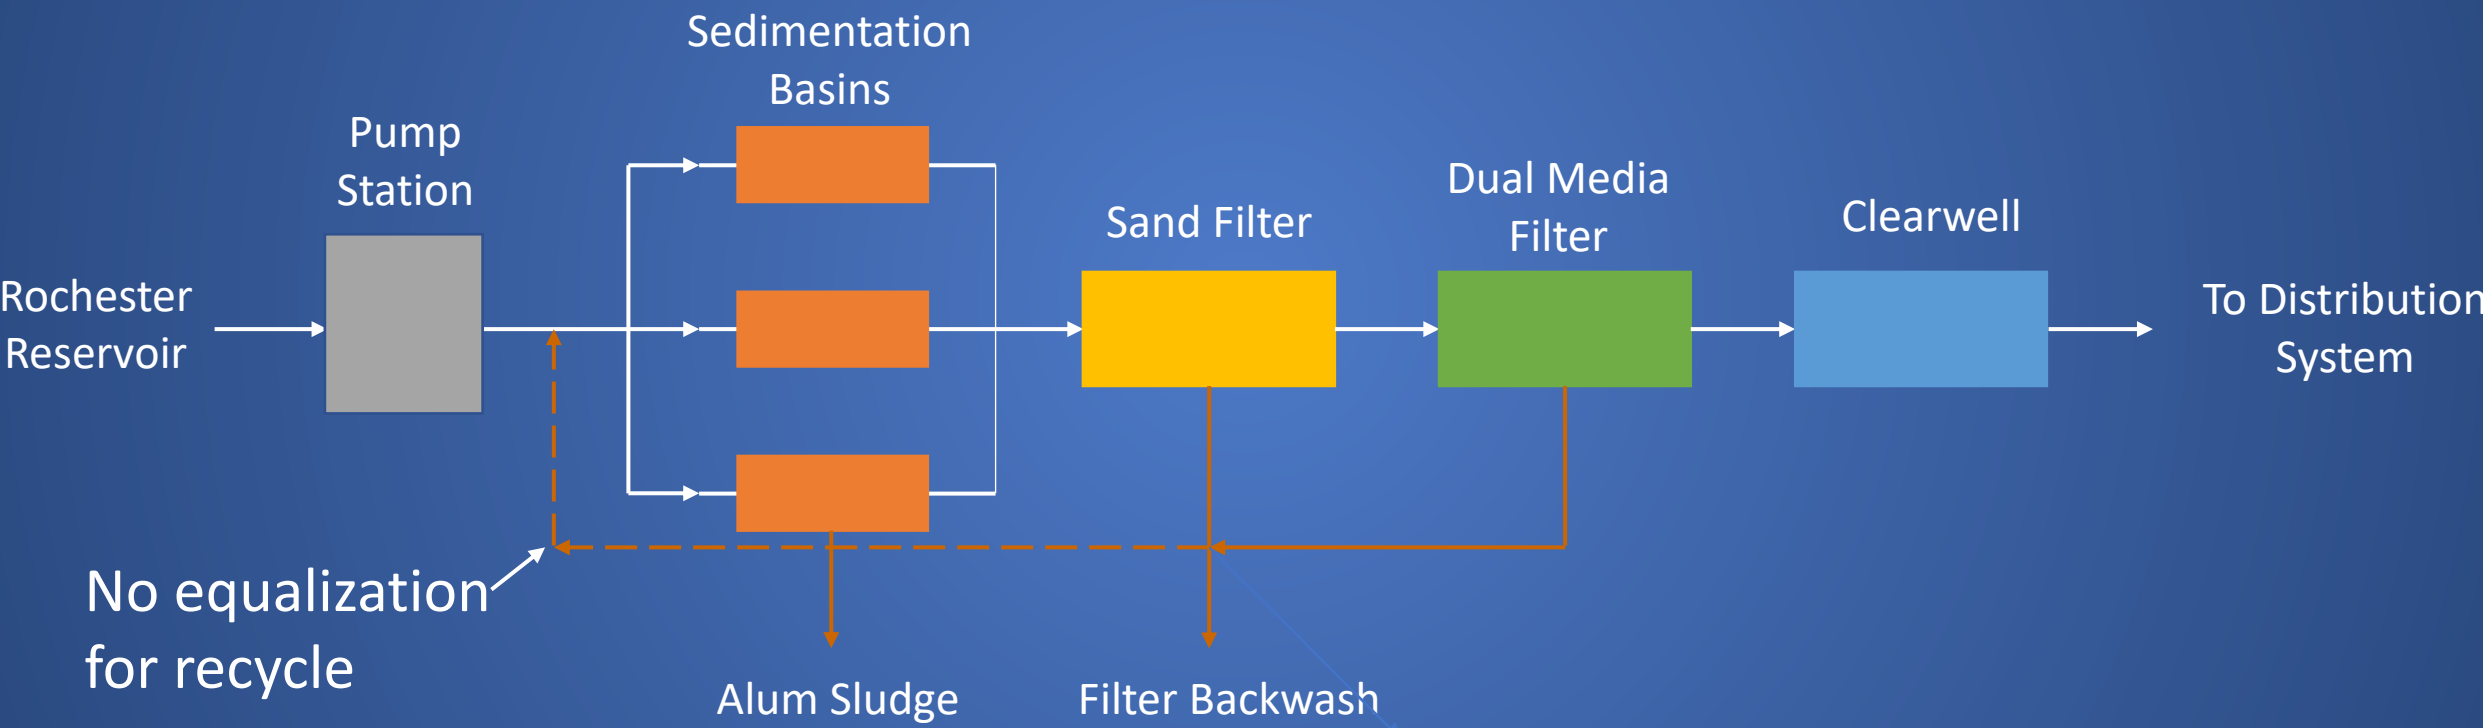 Sedimentation
Basins
Pump
Station
Dual Media
Filter
Sand Filter
Clearwell
Rochester
Reservoir
To Distribution
System
No equalization
for recycle
Alum Sludge
Filter Backwash